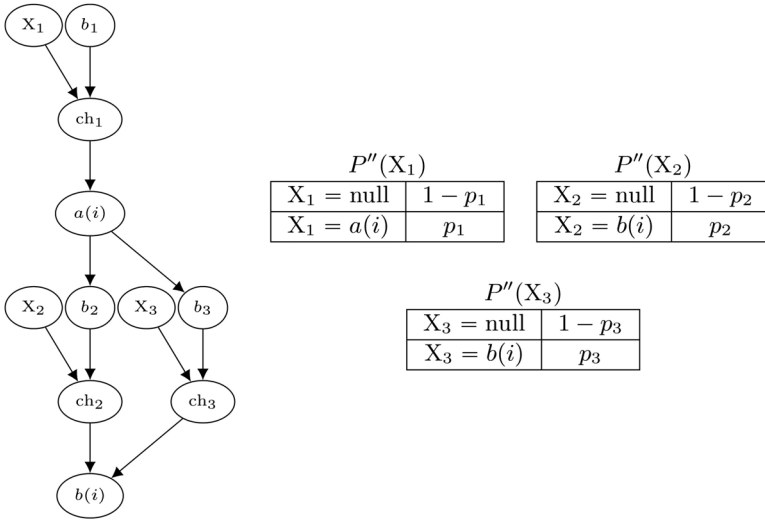 X₁ b₁
ch₁
a(i)
X₂ b₂ X₃ b₃
ch₂ ch₃
b(i)
P″(X₁)
X₁ = null 1 − p₁
X₁ = a(i) p₁
P″(X₂)
X₂ = null 1 − p₂
X₂ = b(i) p₂
P″(X₃)
X₃ = null 1 − p₃
X₃ = b(i) p₃